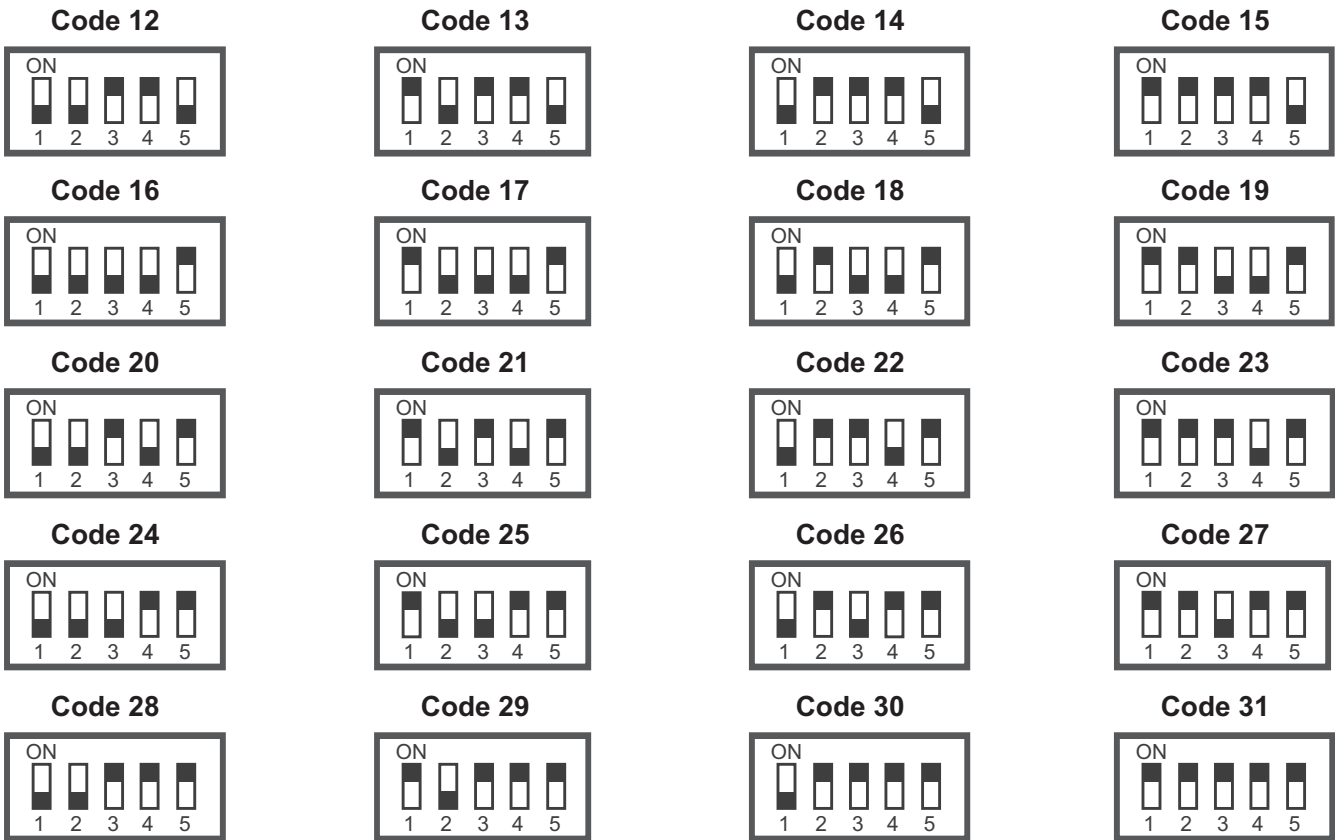 Code 12 Code 13 Code 14 Code 15
ON ON ON ON
1 2 3 4 5 1 2 3 4 5 1 2 3 4 5 1 2 3 4 5
Code 16 Code 17 Code 18 Code 19
ON ON ON ON
1 2 3 4 5 1 2 3 4 5 1 2 3 4 5 1 2 3 4 5
Code 20 Code 21 Code 22 Code 23
ON ON ON ON
1 2 3 4 5 1 2 3 4 5 1 2 3 4 5 1 2 3 4 5
Code 24 Code 25 Code 26 Code 27
ON ON ON ON
1 2 3 4 5 1 2 3 4 5 1 2 3 4 5 1 2 3 4 5
Code 28 Code 29 Code 30 Code 31
ON ON ON ON
1 2 3 4 5 1 2 3 4 5 1 2 3 4 5 1 2 3 4 5